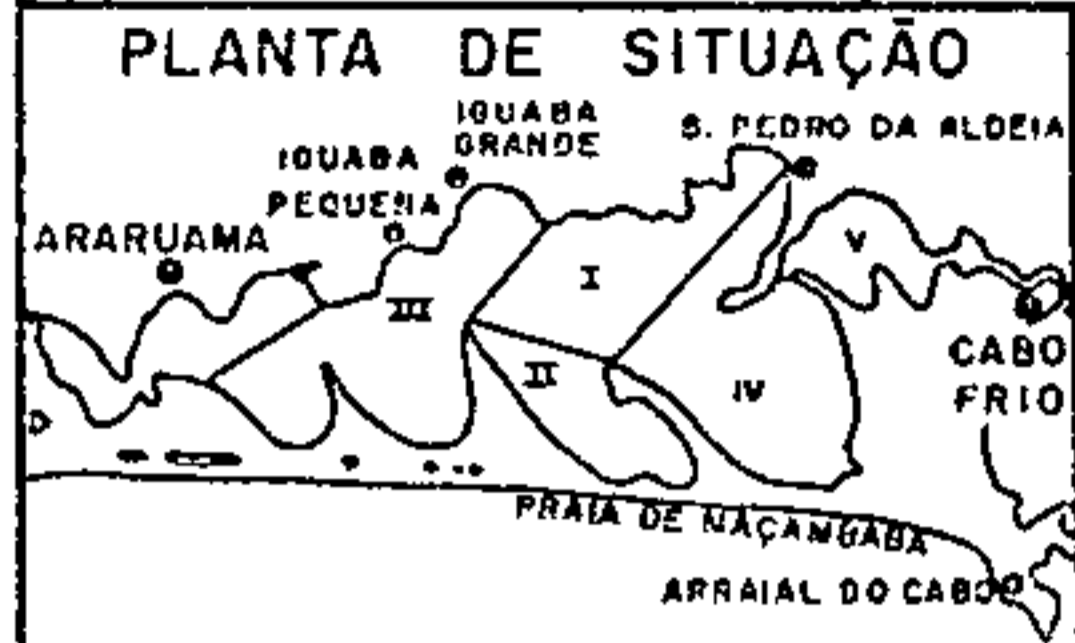 PLANTA DE SITUAÇÃO
IGUABA
GRANDE
S. PEDRO DA ALDEIA
IGUABA
PEQUENA
ARARUAMA
V
I
III
CABO
FRIO
II
IV
PRAIA DE MAÇAMBABA
ARRAIAL DO CABO